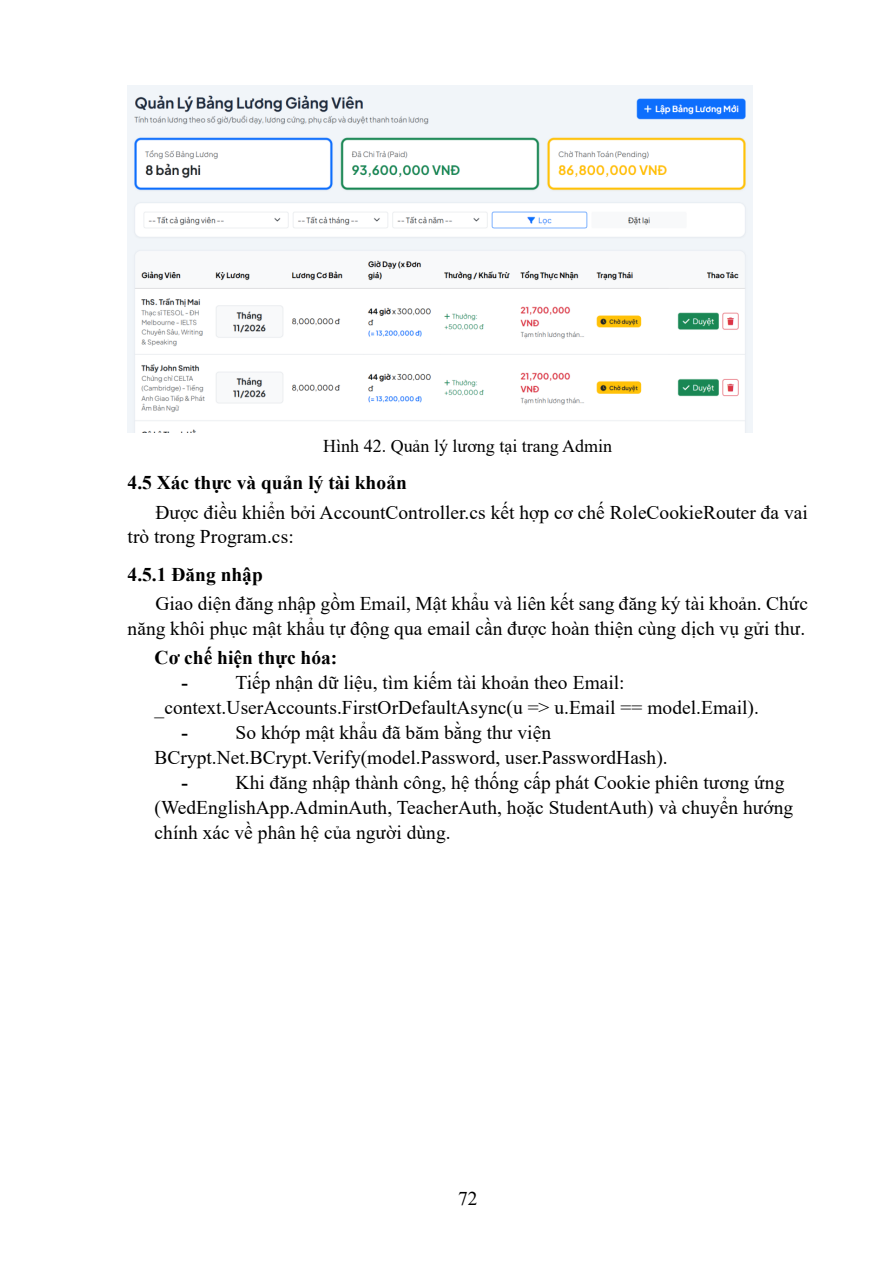 Quản Lý Bảng Lương Giảng Viên
Tính toán lương theo số giờ/buổi dạy, lương cứng, phụ cấp và duyệt thanh toán lương
+ Lập Bảng Lương Mới
Tổng Số Bảng Lương
8 bản ghi
Đã Chi Trả (Paid)
93,600,000 VNĐ
Chờ Thanh Toán (Pending)
86,800,000 VNĐ
-- Tất cả giảng viên --
-- Tất cả tháng --
-- Tất cả năm --
Lọc
Đặt lại
Giảng Viên
Kỳ Lương
Lương Cơ Bản
Giờ Dạy (x Đơn
giá)
Thưởng / Khấu Trừ
Tổng Thực Nhận
Trạng Thái
Thao Tác
ThS. Trần Thị Mai
Thạc sĩ TESOL - ĐH
Melbourne - IELTS
Chuyên Sâu, Writing
& Speaking
Tháng
11/2026
8,000,000 đ
44 giờ x 300,000
đ
(= 13,200,000 đ)
+ Thưởng:
+500,000 đ
21,700,000
VNĐ
Tạm tính lương thán...
Chờ duyệt
Duyệt
Thầy John Smith
Chứng chỉ CELTA
(Cambridge) - Tiếng
Anh Giao Tiếp & Phát
Âm Bản Ngữ
Tháng
11/2026
8,000,000 đ
44 giờ x 300,000
đ
(= 13,200,000 đ)
+ Thưởng:
+500,000 đ
21,700,000
VNĐ
Tạm tính lương thán...
Chờ duyệt
Duyệt
Hình 42. Quản lý lương tại trang Admin
4.5 Xác thực và quản lý tài khoản
Được điều khiển bởi AccountController.cs kết hợp cơ chế RoleCookieRouter đa vai
trò trong Program.cs:
4.5.1 Đăng nhập
Giao diện đăng nhập gồm Email, Mật khẩu và liên kết sang đăng ký tài khoản. Chức
năng khôi phục mật khẩu tự động qua email cần được hoàn thiện cùng dịch vụ gửi thư.
Cơ chế hiện thực hóa:
- Tiếp nhận dữ liệu, tìm kiếm tài khoản theo Email:
_context.UserAccounts.FirstOrDefaultAsync(u => u.Email == model.Email).
- So khớp mật khẩu đã băm bằng thư viện
BCrypt.Net.BCrypt.Verify(model.Password, user.PasswordHash).
- Khi đăng nhập thành công, hệ thống cấp phát Cookie phiên tương ứng
(WedEnglishApp.AdminAuth, TeacherAuth, hoặc StudentAuth) và chuyển hướng
chính xác về phân hệ của người dùng.
72